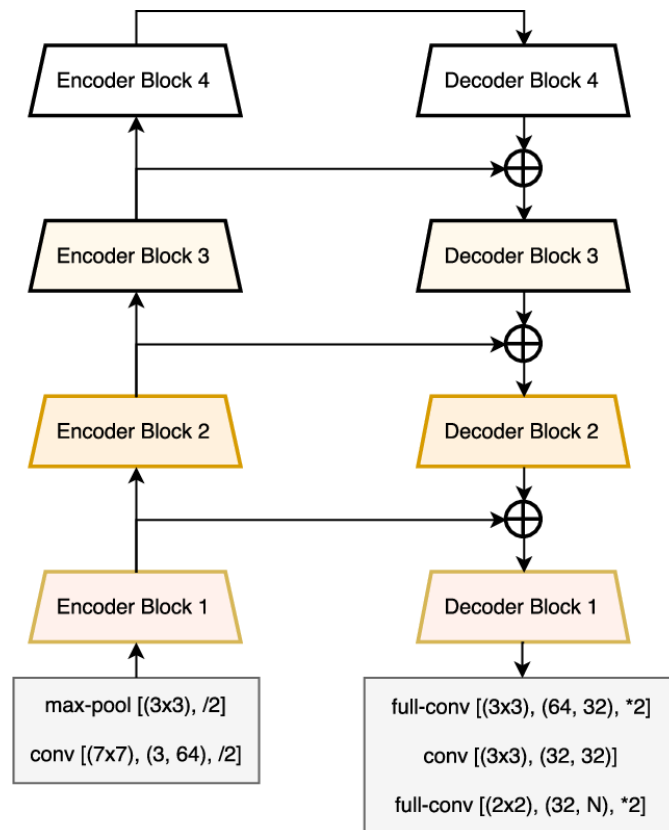 Encoder Block 4
Decoder Block 4
Encoder Block 3
Decoder Block 3
Encoder Block 2
Decoder Block 2
Encoder Block 1
Decoder Block 1
max-pool [(3x3), /2]
conv [(7x7), (3, 64), /2]
full-conv [(3x3), (64, 32), *2]
conv [(3x3), (32, 32)]
full-conv [(2x2), (32, N), *2]